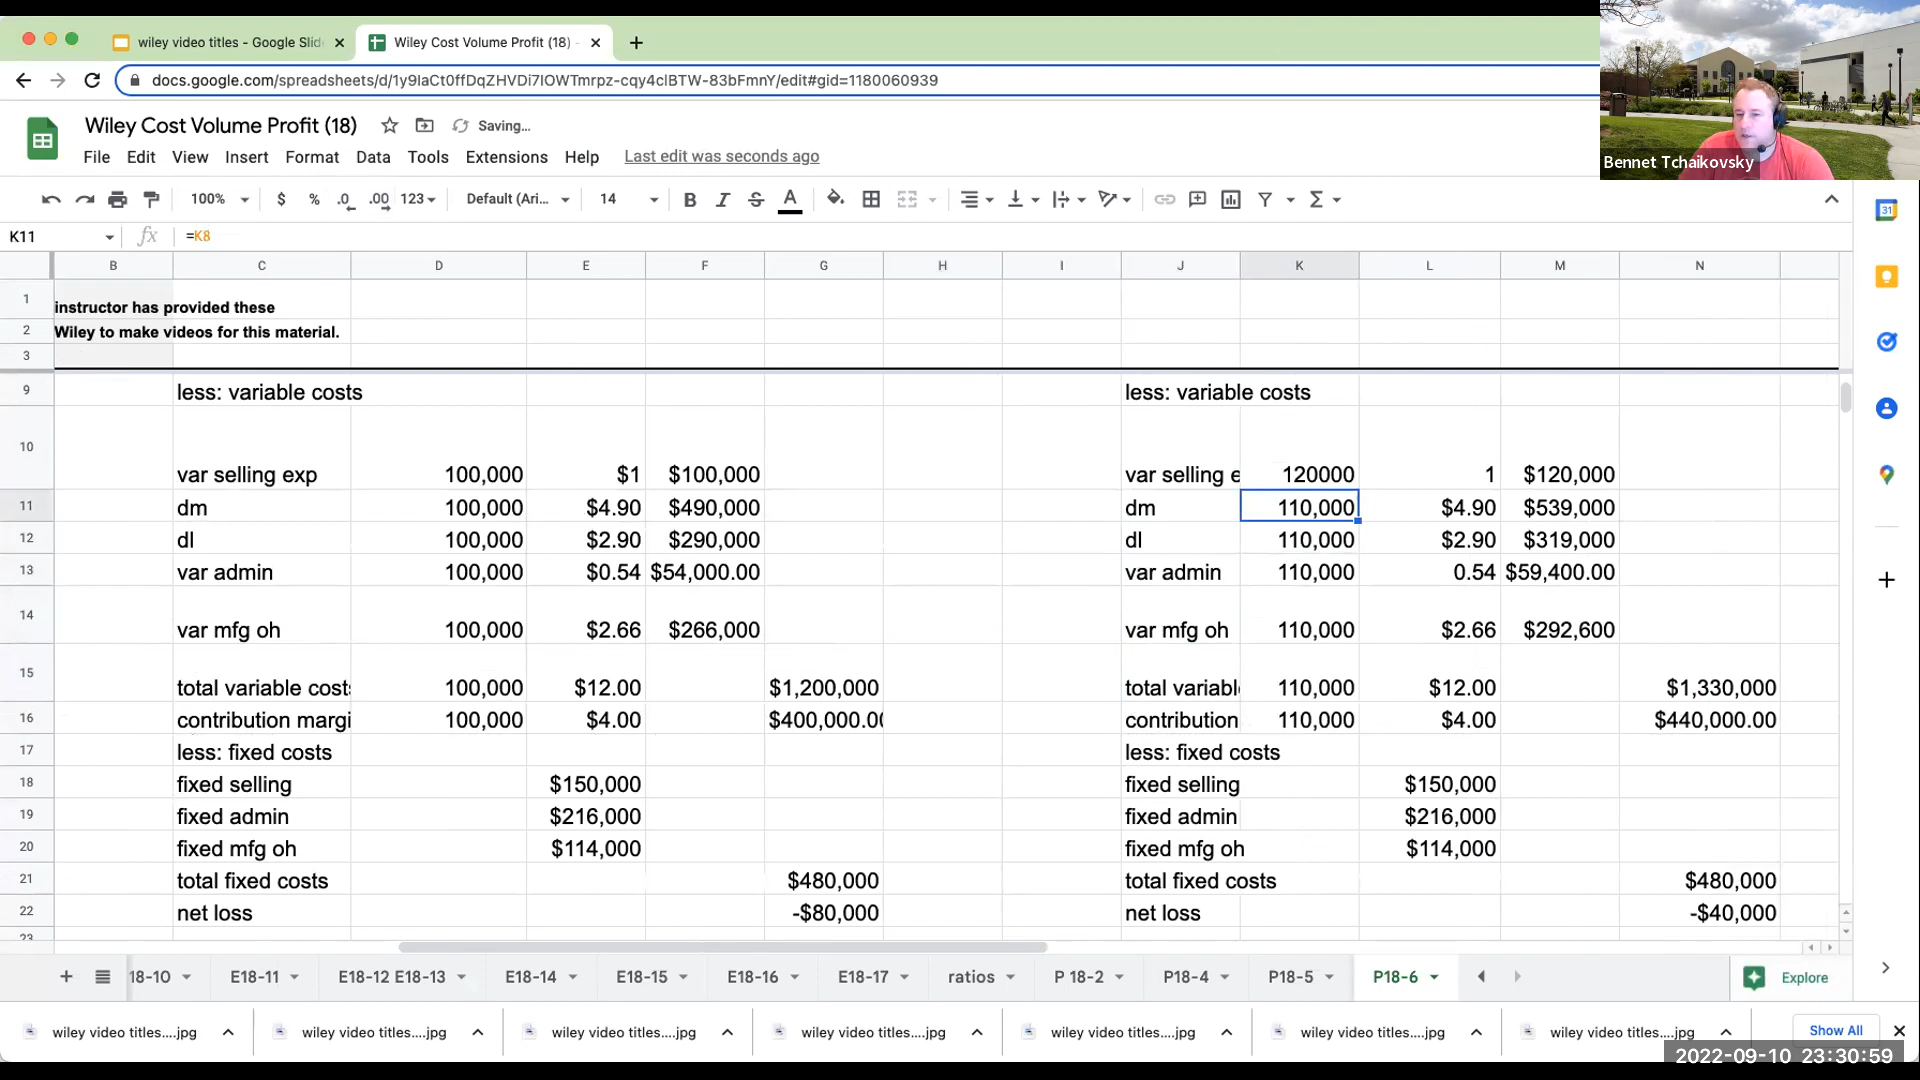 wiley video titles - Google Slid
Wiley Cost Volume Profit (18) -
docs.google.com/spreadsheets/d/1y9laCt0ffDqZHVDi7IOWTmrpz-cqy4clBTW-83bFmnY/edit#gid=1180060939
Wiley Cost Volume Profit (18) Saving...
File Edit View Insert Format Data Tools Extensions Help Last edit was seconds ago
Bennet Tchaikovsky
100% $ % .0 .00 123 Default (Ari... 14 B I S A
31
K11 fx =K8
B C D E F G H I J K L M N
1 instructor has provided these
2 Wiley to make videos for this material.
3
9 less: variable costs less: variable costs
10 var selling exp 100,000 $1 $100,000 var selling e 120000 1 $120,000
11 dm 100,000 $4.90 $490,000 dm 110,000 $4.90 $539,000
12 dl 100,000 $2.90 $290,000 dl 110,000 $2.90 $319,000
13 var admin 100,000 $0.54 $54,000.00 var admin 110,000 0.54 $59,400.00
14 var mfg oh 100,000 $2.66 $266,000 var mfg oh 110,000 $2.66 $292,600
15 total variable costs 100,000 $12.00 $1,200,000 total variabl 110,000 $12.00 $1,330,000
16 contribution margi 100,000 $4.00 $400,000.00 contribution 110,000 $4.00 $440,000.00
17 less: fixed costs less: fixed costs
18 fixed selling $150,000 fixed selling $150,000
19 fixed admin $216,000 fixed admin $216,000
20 fixed mfg oh $114,000 fixed mfg oh $114,000
21 total fixed costs $480,000 total fixed costs $480,000
22 net loss -$80,000 net loss -$40,000
23
18-10 E18-11 E18-12 E18-13 E18-14 E18-15 E18-16 E18-17 ratios P 18-2 P18-4 P18-5 P18-6 Explore
wiley video titles....jpg wiley video titles....jpg wiley video titles....jpg wiley video titles....jpg wiley video titles....jpg wiley video titles....jpg wiley video titles....jpg Show All
2022-09-10 23:30:59